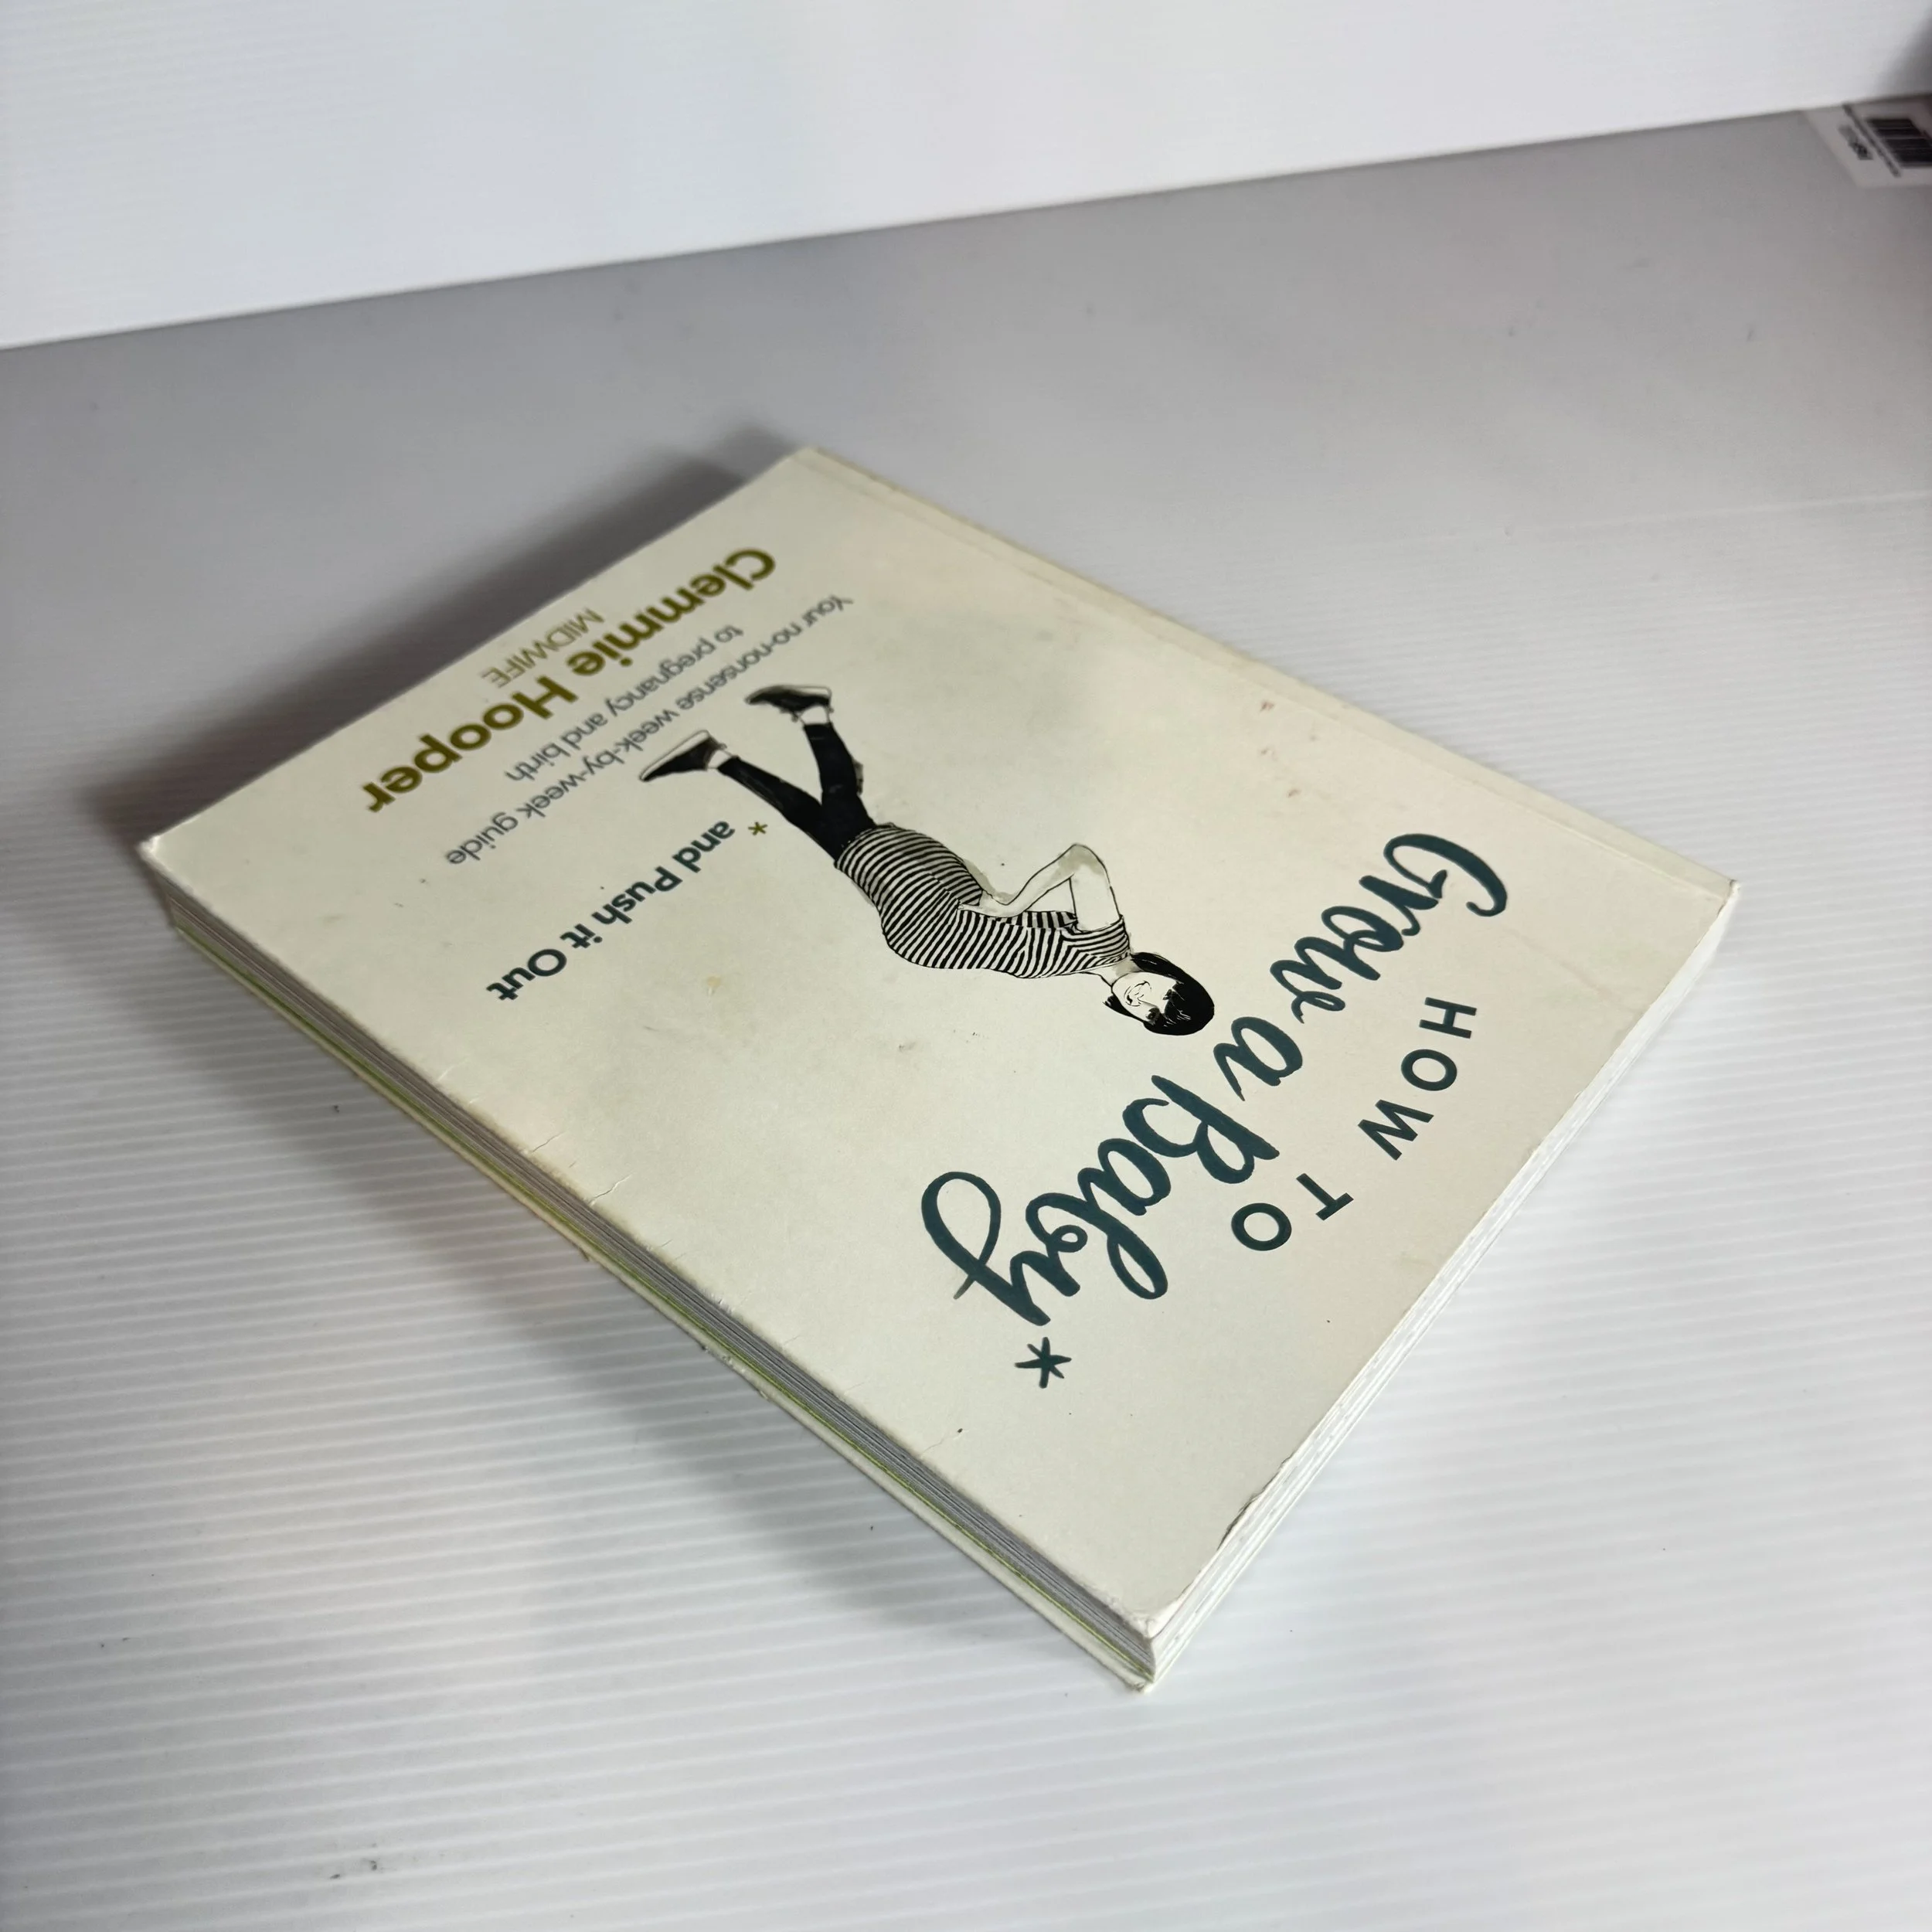 HOW TO
Grow a Baby*
* and Push it Out
Your no-nonsense week-by-week guide
to pregnancy and birth
Clemmie Hooper
MIDWIFE